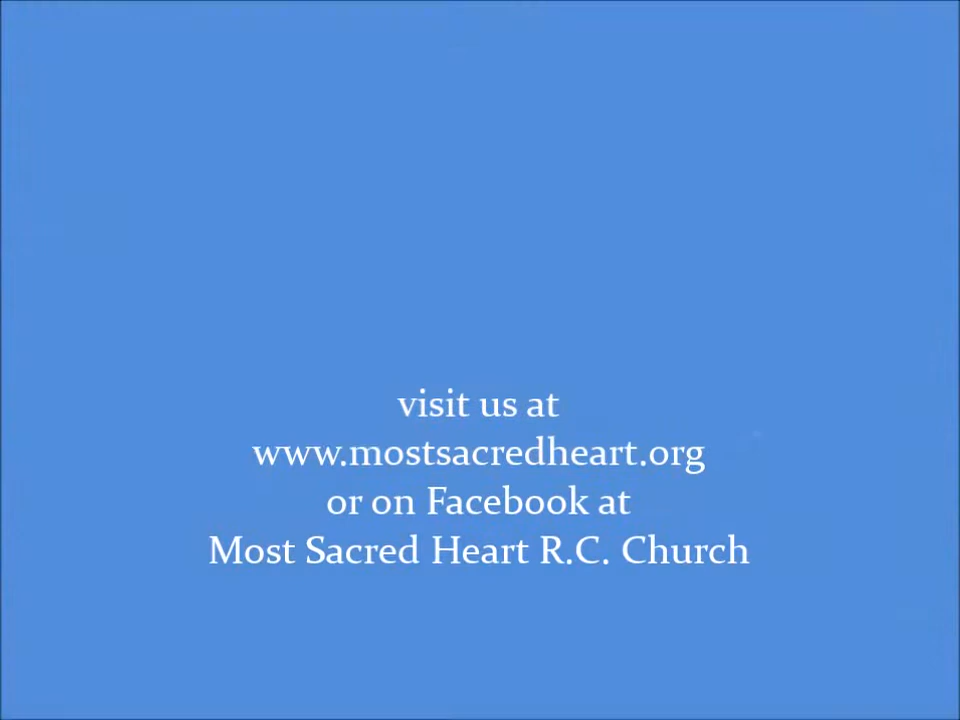 visit us at
www.mostsacredheart.org
or on Facebook at
Most Sacred Heart R.C. Church